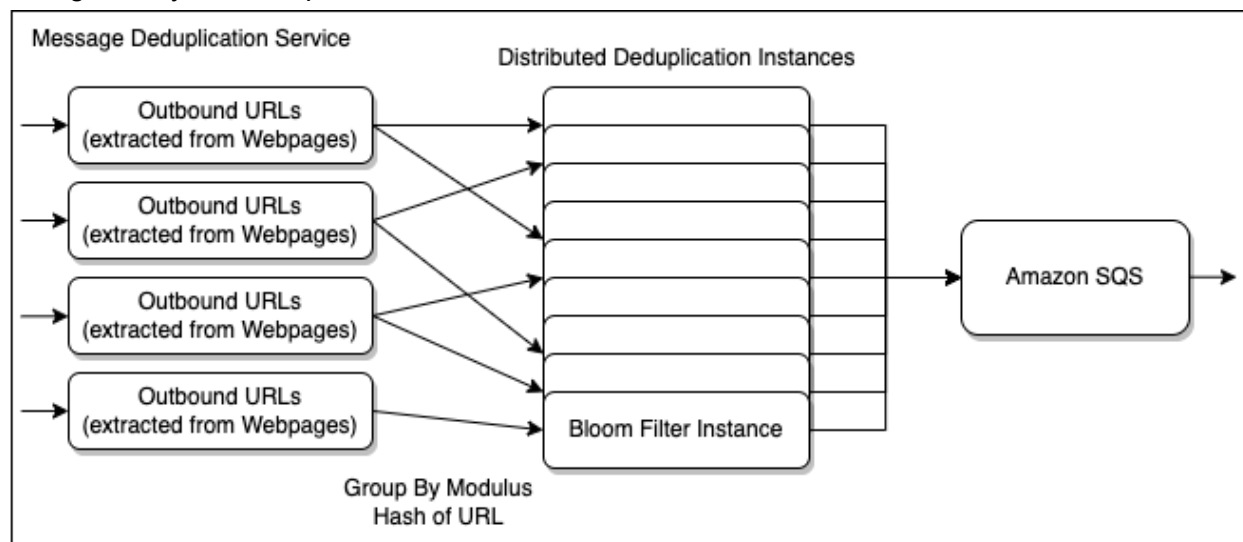 Message Deduplication Service
Distributed Deduplication Instances
Outbound URLs
(extracted from Webpages)
Outbound URLs
(extracted from Webpages)
Outbound URLs
(extracted from Webpages)
Outbound URLs
(extracted from Webpages)
Bloom Filter Instance
Amazon SQS
Group By Modulus
Hash of URL